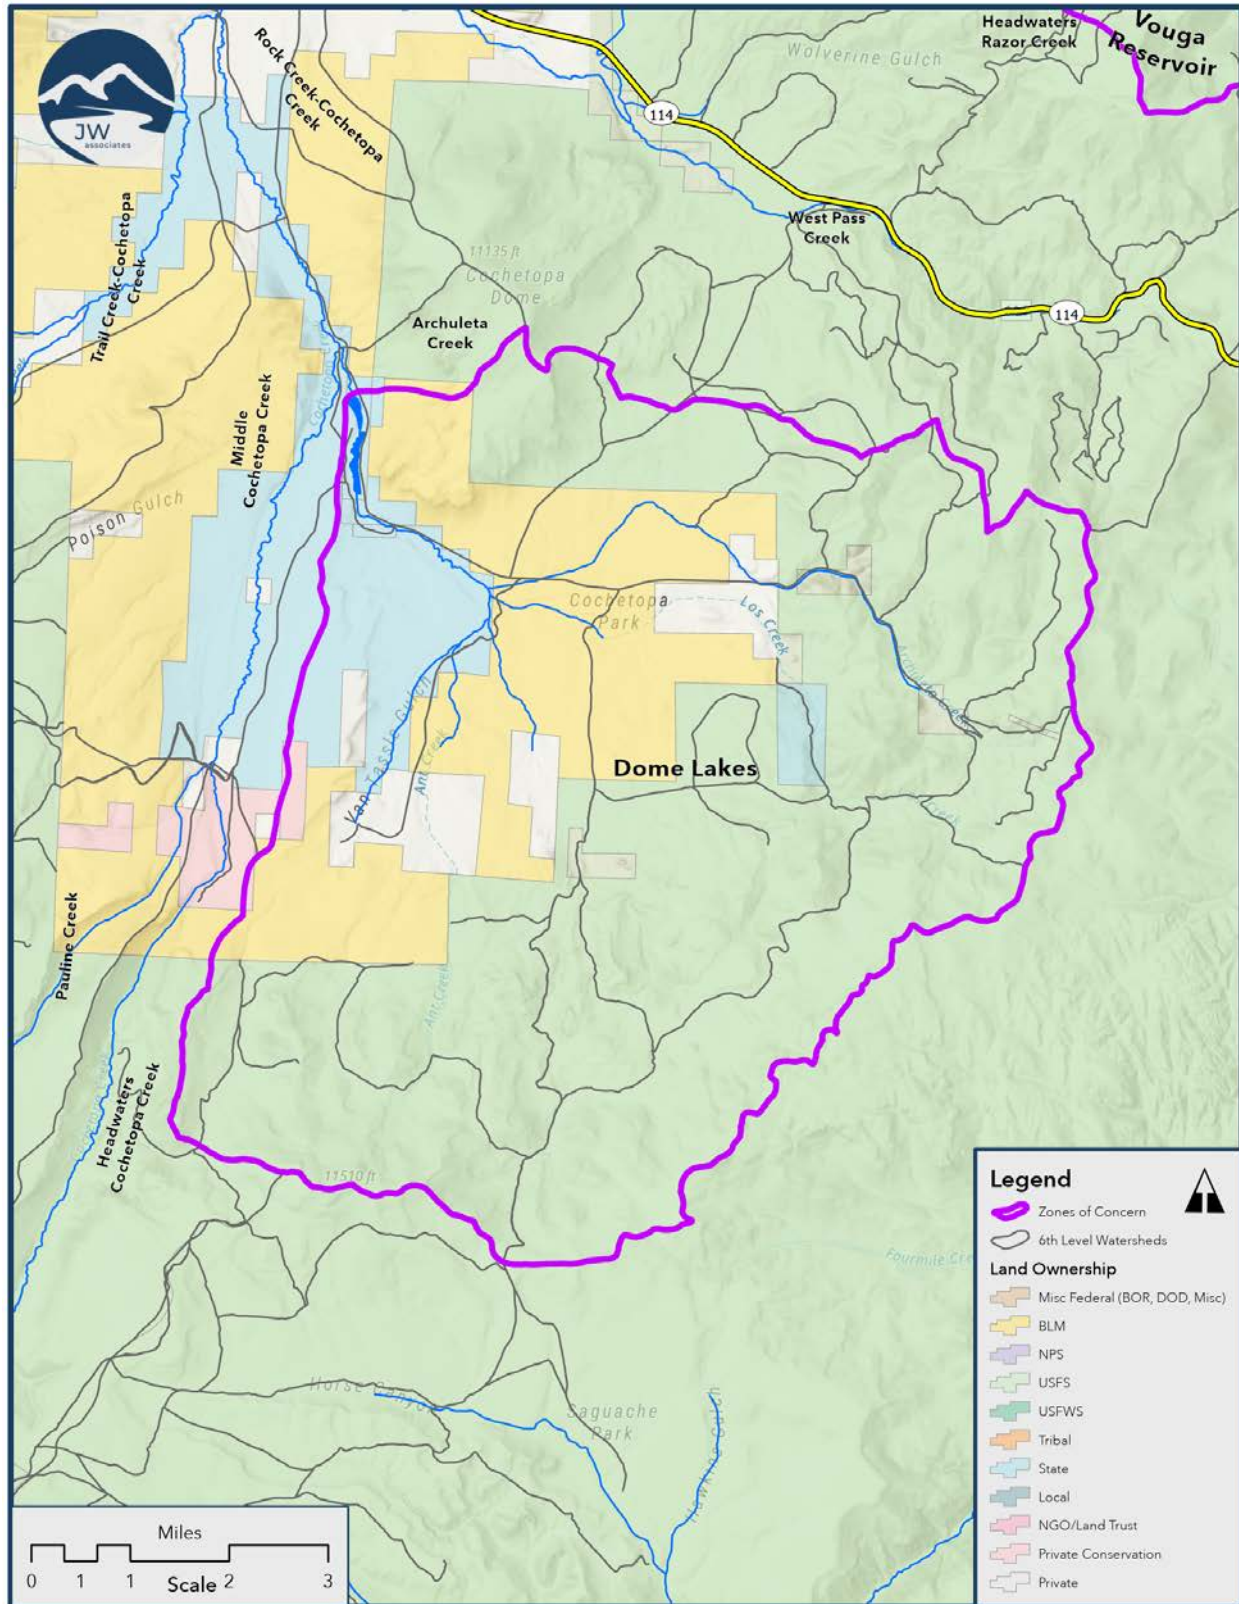 JW
associates
Rock Creek-Cochetopa
Creek
Wolverine Gulch
Headwaters
Razor Creek
Vouga
Reservoir
114
West Pass
Creek
114
Trail Creek-Cochetopa
Creek
11135 ft
Cochetopa
Dome
Archuleta
Creek
Middle
Cochetopa Creek
Poison Gulch
Cochetopa
Park
Los Creek
Archuleta Creek
Van Tassle Gulch
Ant Creek
Dome Lakes
Creek
Pauline Creek
Ant Creek
Headwaters
Cochetopa Creek
11510 ft
Fourmile Cre
Horse Canyon
Saguache
Park
Hawkins Gulch
Legend
Zones of Concern
6th Level Watersheds
Land Ownership
Misc Federal (BOR, DOD, Misc)
BLM
NPS
USFS
USFWS
Tribal
State
Local
NGO/Land Trust
Private Conservation
Private
Miles
0 1 1 Scale 2 3